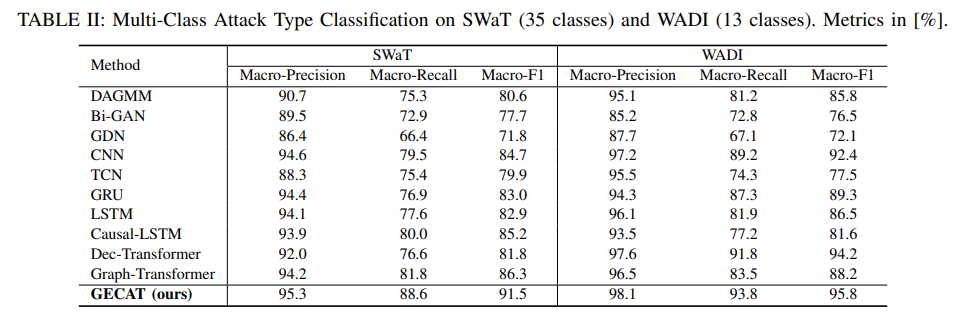 TABLE II: Multi-Class Attack Type Classification on SWaT (35 classes) and WADI (13 classes). Metrics in [%].
Method SWaT WADI
Macro-Precision Macro-Recall Macro-F1 Macro-Precision Macro-Recall Macro-F1
DAGMM 90.7 75.3 80.6 95.1 81.2 85.8
Bi-GAN 89.5 72.9 77.7 85.2 72.8 76.5
GDN 86.4 66.4 71.8 87.7 67.1 72.1
CNN 94.6 79.5 84.7 97.2 89.2 92.4
TCN 88.3 75.4 79.9 95.5 74.3 77.5
GRU 94.4 76.9 83.0 94.3 87.3 89.3
LSTM 94.1 77.6 82.9 96.1 81.9 86.5
Causal-LSTM 93.9 80.0 85.2 93.5 77.2 81.6
Dec-Transformer 92.0 76.6 81.8 97.6 91.8 94.2
Graph-Transformer 94.2 81.8 86.3 96.5 83.5 88.2
GECAT (ours) 95.3 88.6 91.5 98.1 93.8 95.8